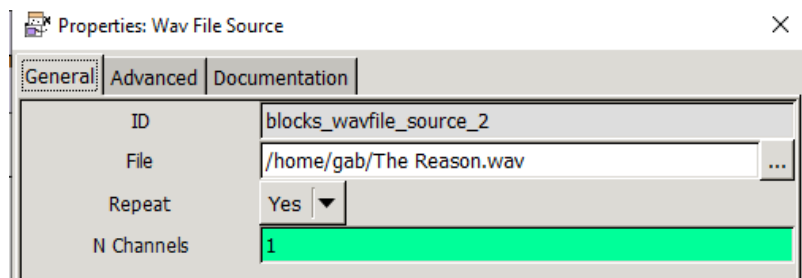 Properties: Wav File Source
General Advanced Documentation
ID blocks_wavfile_source_2
File /home/gab/The Reason.wav ...
Repeat Yes
N Channels 1